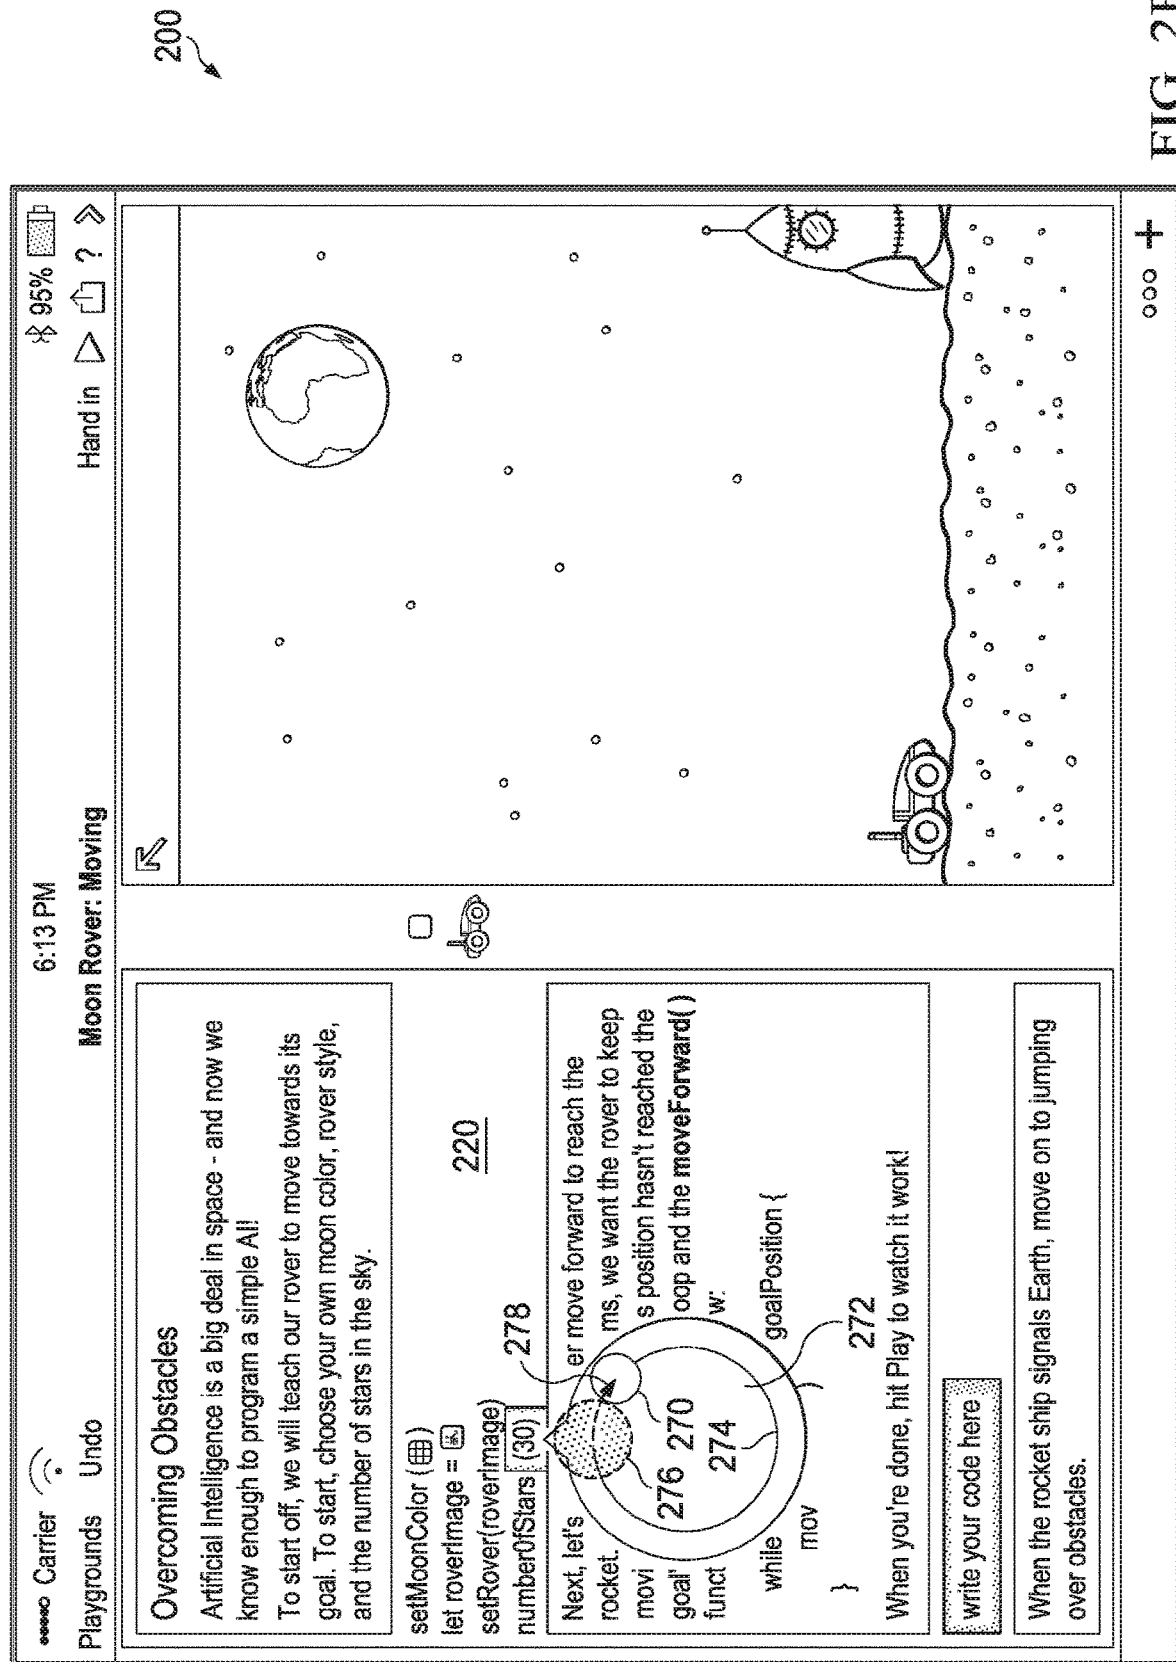 Carrier 6:13 PM 95%
Playgrounds Undo Moon Rover: Moving Hand in ?
Overcoming Obstacles
Artificial Intelligence is a big deal in space - and now we
know enough to program a simple AI!
To start off, we will teach our rover to move towards its
goal. To start, choose your own moon color, rover style,
and the number of stars in the sky.
setMoonColor ( )
let roverImage =
setRover(roverImage)
numberOfStars (30)
220
278
Next, let's er move forward to reach the
rocket. ms, we want the rover to keep
movi s position hasn't reached the
goal' oop and the moveForward( )
funct w:
276 270
274
while goalPosition {
mov
}
272
When you're done, hit Play to watch it work!
write your code here
When the rocket ship signals Earth, move on to jumping
over obstacles.
200